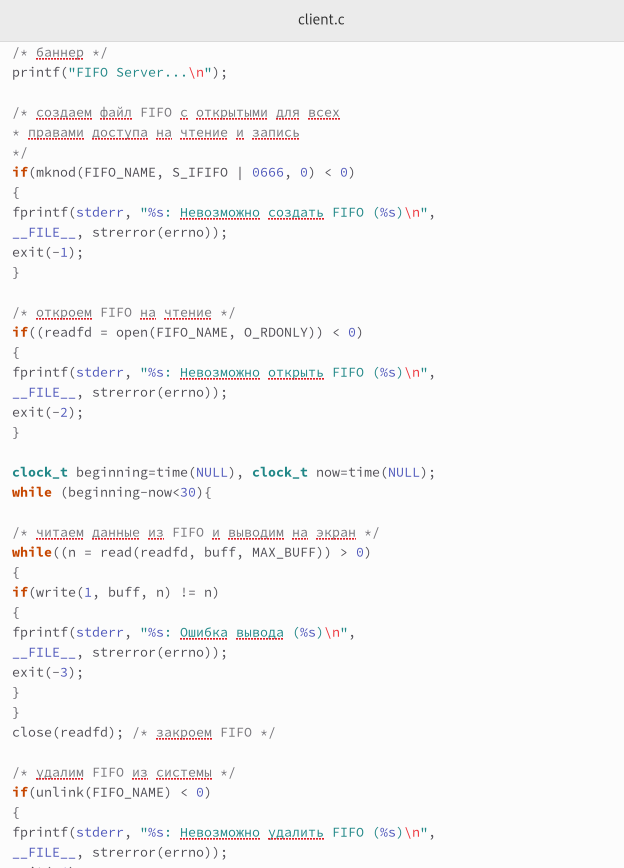 client.c
/* баннер */
printf("FIFO Server...\n");
/* создаем файл FIFO с открытыми для всех
* правами доступа на чтение и запись
*/
if(mknod(FIFO_NAME, S_IFIFO | 0666, 0) < 0)
{
fprintf(stderr, "%s: Невозможно создать FIFO (%s)\n",
__FILE__, strerror(errno));
exit(-1);
}
/* откроем FIFO на чтение */
if((readfd = open(FIFO_NAME, O_RDONLY)) < 0)
{
fprintf(stderr, "%s: Невозможно открыть FIFO (%s)\n",
__FILE__, strerror(errno));
exit(-2);
}
clock_t beginning=time(NULL), clock_t now=time(NULL);
while (beginning-now<30){
/* читаем данные из FIFO и выводим на экран */
while((n = read(readfd, buff, MAX_BUFF)) > 0)
{
if(write(1, buff, n) != n)
{
fprintf(stderr, "%s: Ошибка вывода (%s)\n",
__FILE__, strerror(errno));
exit(-3);
}
}
close(readfd); /* закроем FIFO */
/* удалим FIFO из системы */
if(unlink(FIFO_NAME) < 0)
{
fprintf(stderr, "%s: Невозможно удалить FIFO (%s)\n",
__FILE__, strerror(errno));